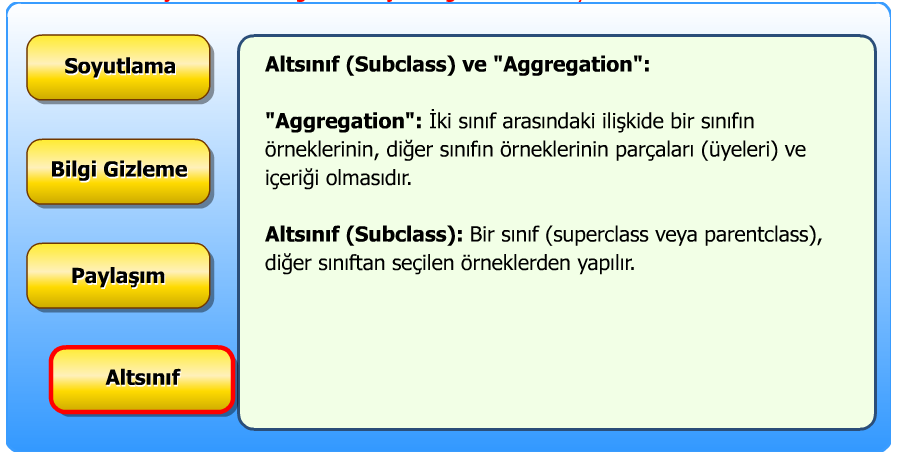 Soyutlama
Bilgi Gizleme
Paylaşım
Altsınıf
Altsınıf (Subclass) ve "Aggregation":
"Aggregation": İki sınıf arasındaki ilişkide bir sınıfın
örneklerinin, diğer sınıfın örneklerinin parçaları (üyeleri) ve
içeriği olmasıdır.
Altsınıf (Subclass): Bir sınıf (superclass veya parentclass),
diğer sınıftan seçilen örneklerden yapılır.